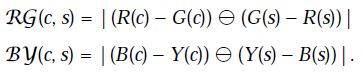 ℛ𝒢(c, s) = | (R(c) − G(c)) ⊖ (G(s) − R(s)) |
ℬ𝒴(c, s) = | (B(c) − Y(c)) ⊖ (Y(s) − B(s)) | .